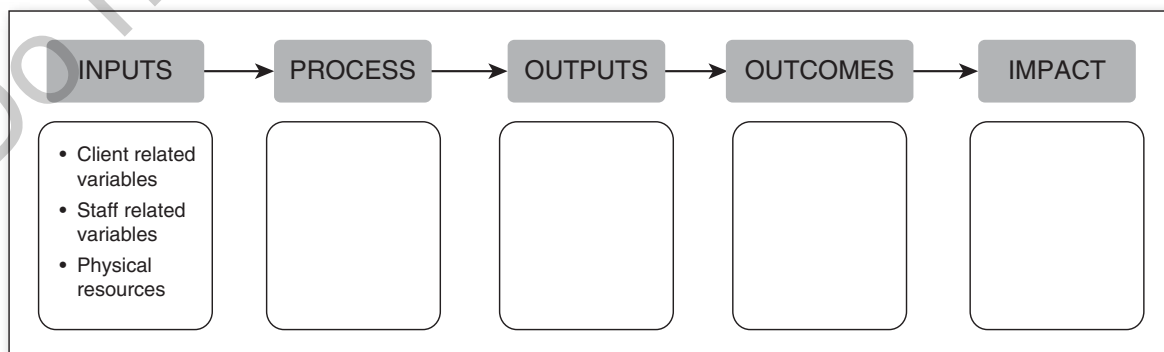 INPUTS
PROCESS
OUTPUTS
OUTCOMES
IMPACT
• Client related
variables
• Staff related
variables
• Physical
resources